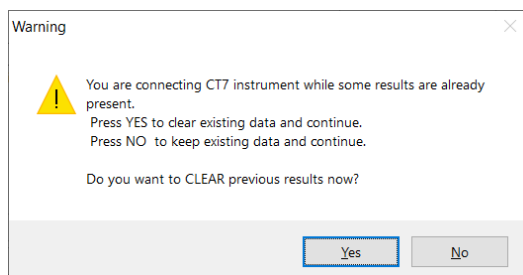 Warning
You are connecting CT7 instrument while some results are already
present.
Press YES to clear existing data and continue.
Press NO  to keep existing data and continue.
Do you want to CLEAR previous results now?
Yes
No